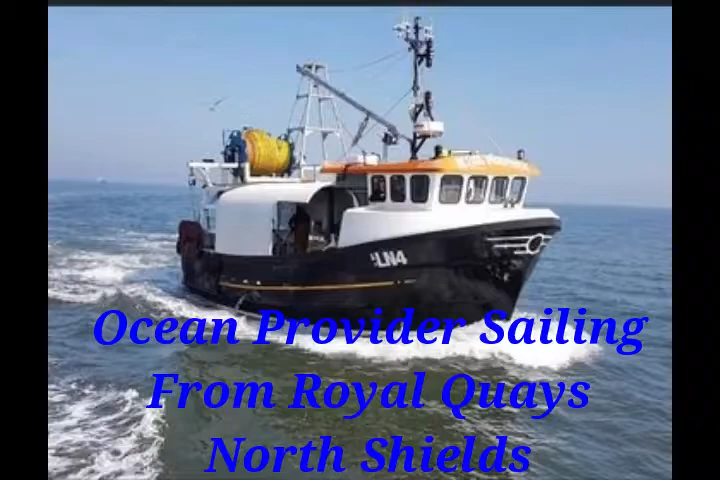 LN4
Ocean Provider Sailing
From Royal Quays
North Shields